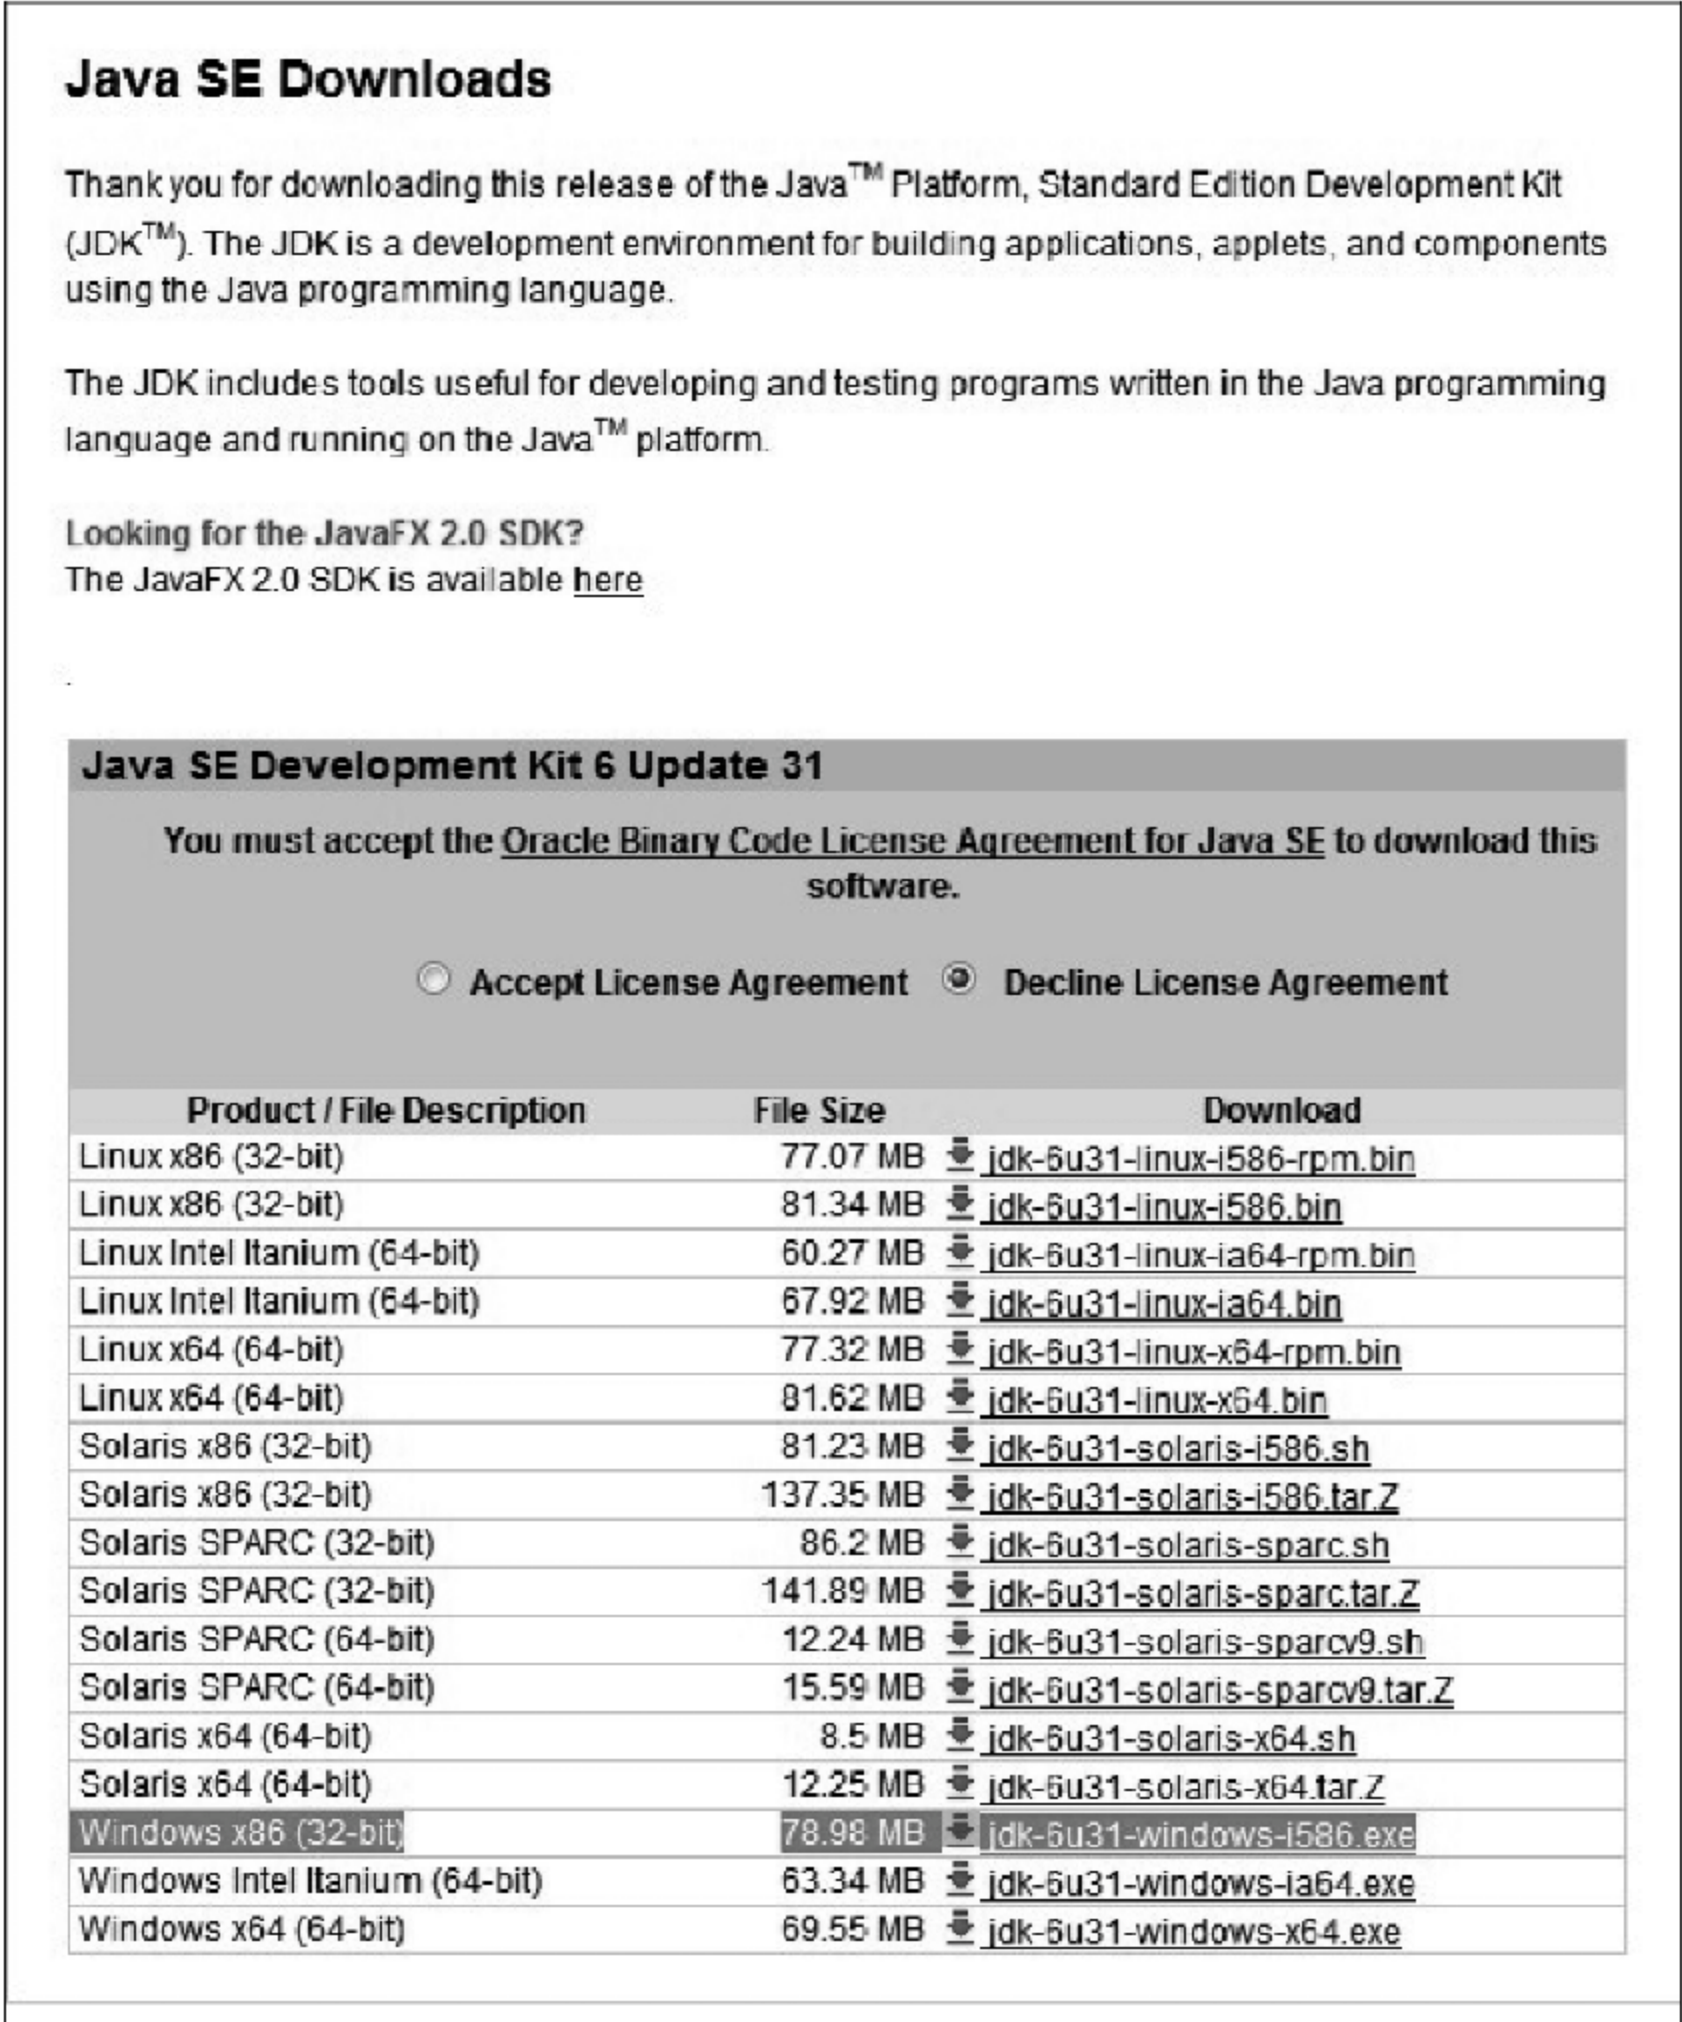 Java SE Downloads
Thank you for downloading this release of the Java™ Platform, Standard Edition Development Kit
(JDK™). The JDK is a development environment for building applications, applets, and components
using the Java programming language.
The JDK includes tools useful for developing and testing programs written in the Java programming
language and running on the Java™ platform.
Looking for the JavaFX 2.0 SDK?
The JavaFX 2.0 SDK is available here
.
Java SE Development Kit 6 Update 31
You must accept the Oracle Binary Code License Agreement for Java SE to download this
software.
Accept License Agreement Decline License Agreement
Product / File Description File Size Download
Linux x86 (32-bit) 77.07 MB jdk-6u31-linux-i586-rpm.bin
Linux x86 (32-bit) 81.34 MB jdk-6u31-linux-i586.bin
Linux Intel Itanium (64-bit) 60.27 MB jdk-6u31-linux-ia64-rpm.bin
Linux Intel Itanium (64-bit) 67.92 MB jdk-6u31-linux-ia64.bin
Linux x64 (64-bit) 77.32 MB jdk-6u31-linux-x64-rpm.bin
Linux x64 (64-bit) 81.62 MB jdk-6u31-linux-x64.bin
Solaris x86 (32-bit) 81.23 MB jdk-6u31-solaris-i586.sh
Solaris x86 (32-bit) 137.35 MB jdk-6u31-solaris-i586.tar.Z
Solaris SPARC (32-bit) 86.2 MB jdk-6u31-solaris-sparc.sh
Solaris SPARC (32-bit) 141.89 MB jdk-6u31-solaris-sparc.tar.Z
Solaris SPARC (64-bit) 12.24 MB jdk-6u31-solaris-sparcv9.sh
Solaris SPARC (64-bit) 15.59 MB jdk-6u31-solaris-sparcv9.tar.Z
Solaris x64 (64-bit) 8.5 MB jdk-6u31-solaris-x64.sh
Solaris x64 (64-bit) 12.25 MB jdk-6u31-solaris-x64.tar.Z
Windows x86 (32-bit) 78.98 MB jdk-6u31-windows-i586.exe
Windows Intel Itanium (64-bit) 63.34 MB jdk-6u31-windows-ia64.exe
Windows x64 (64-bit) 69.55 MB jdk-6u31-windows-x64.exe